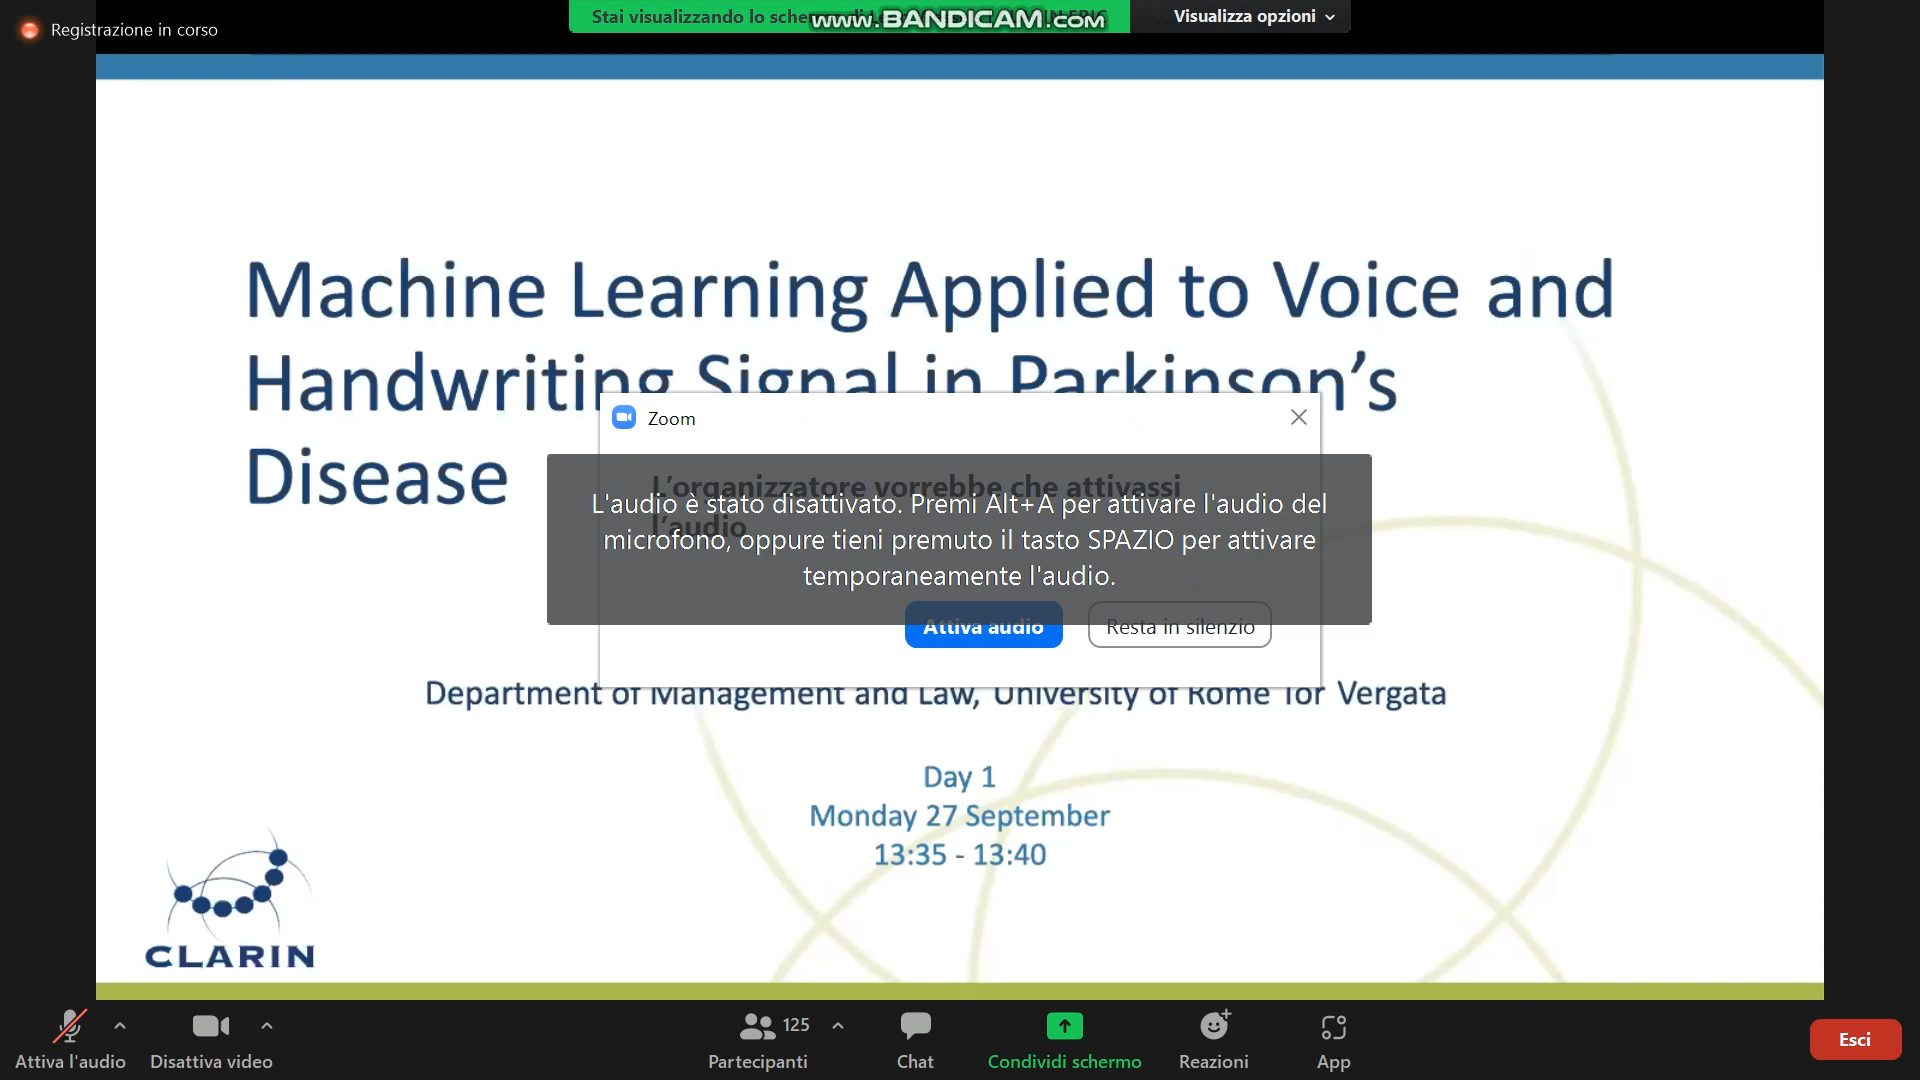 Registrazione in corso
Stai visualizzando lo
www.BANDICAM.com
Visualizza opzioni
Machine Learning Applied to Voice and
Handwriting Signal in Parkinson's
Disease
Zoom
L'organizzatore vorrebbe che attivassi
l'audio
L'audio è stato disattivato. Premi Alt+A per attivare l'audio del
microfono, oppure tieni premuto il tasto SPAZIO per attivare
temporaneamente l'audio.
Attiva audio
Resta in silenzio
Department of Management and Law, University of Rome Tor Vergata
Day 1
Monday 27 September
13:35 - 13:40
CLARIN
Attiva l'audio
Disattiva video
125
Partecipanti
Chat
Condividi schermo
Reazioni
App
Esci